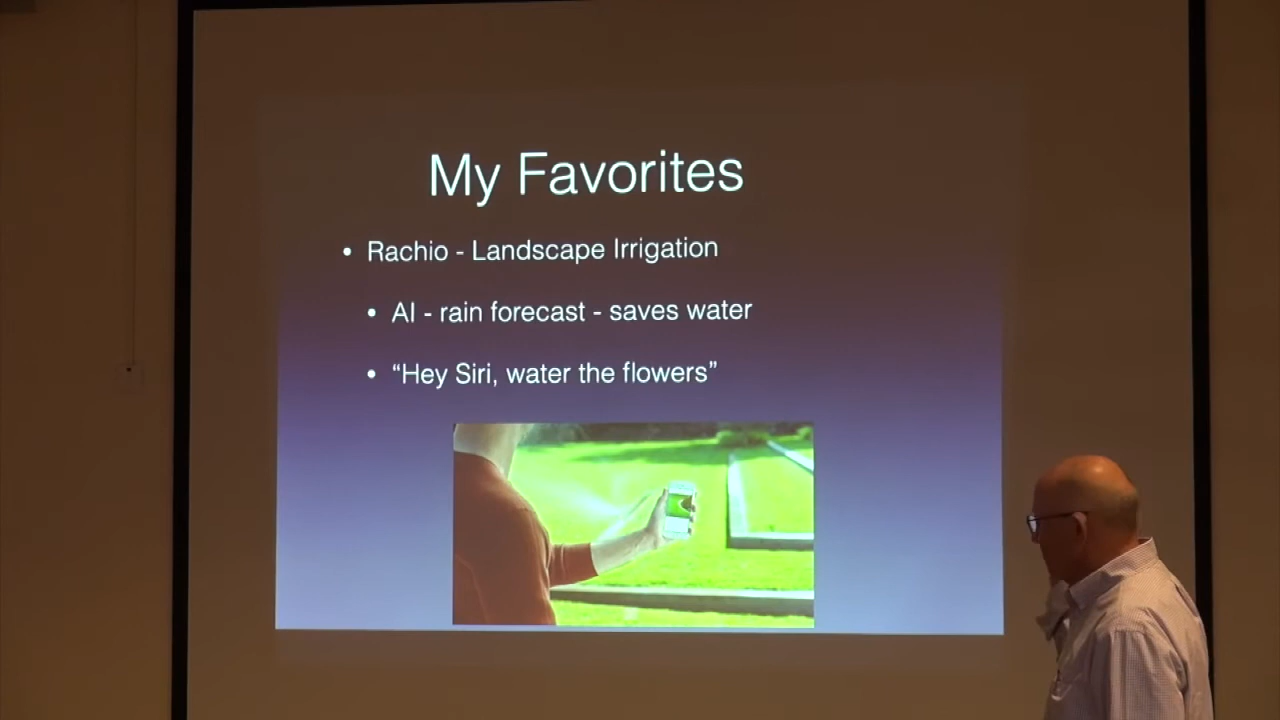 My Favorites
• Rachio - Landscape Irrigation
• AI - rain forecast - saves water
• “Hey Siri, water the flowers”